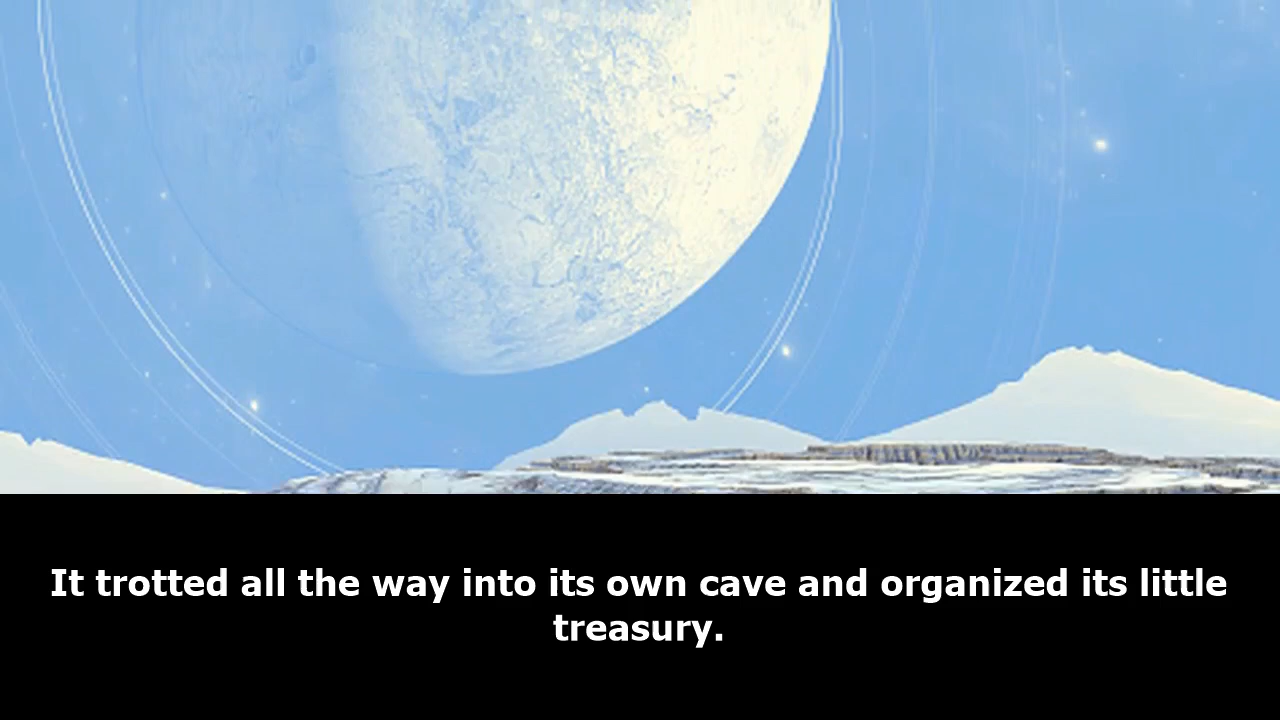 It trotted all the way into its own cave and organized its little
treasury.